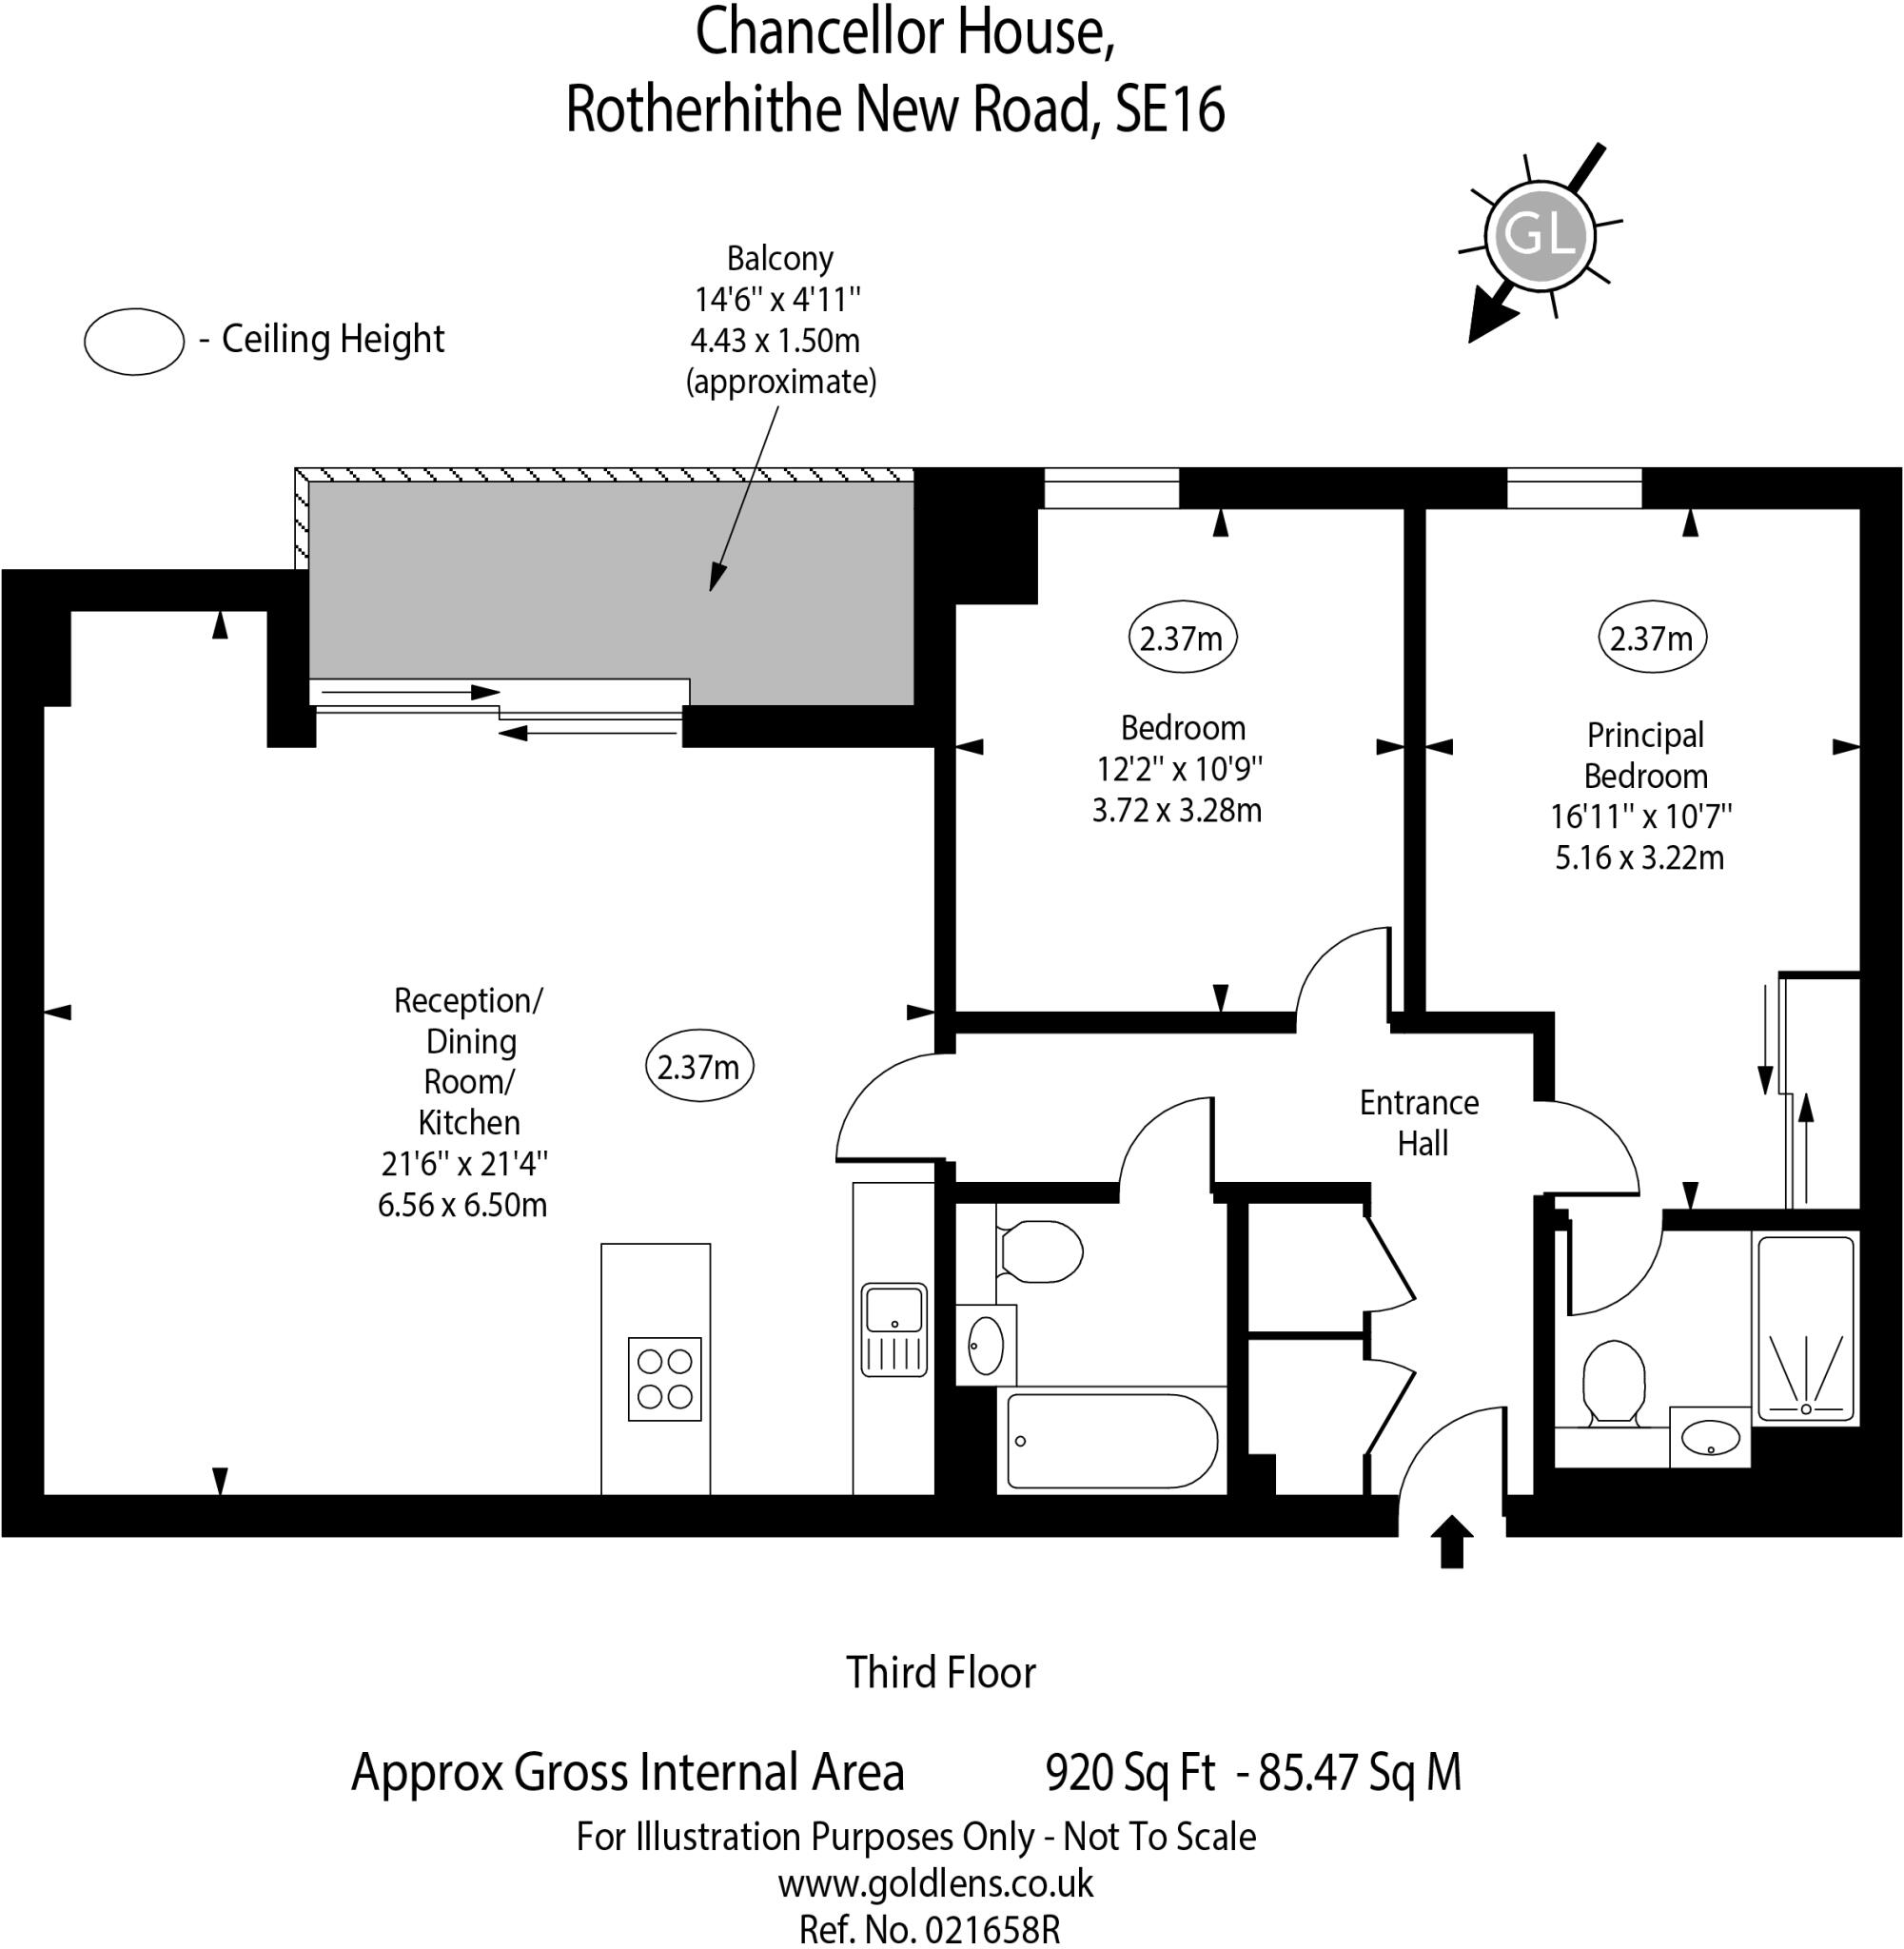 Chancellor House,
Rotherhithe New Road, SE16
GL
Balcony
14'6" x 4'11"
4.43 x 1.50m
(approximate)
- Ceiling Height
2.37m
Bedroom
12'2" x 10'9"
3.72 x 3.28m
2.37m
Principal
Bedroom
16'11" x 10'7"
5.16 x 3.22m
Reception/
Dining
Room/
Kitchen
21'6" x 21'4"
6.56 x 6.50m
2.37m
Entrance
Hall
Third Floor
Approx Gross Internal Area 920 Sq Ft - 85.47 Sq M
For Illustration Purposes Only - Not To Scale
www.goldlens.co.uk
Ref. No. 021658R